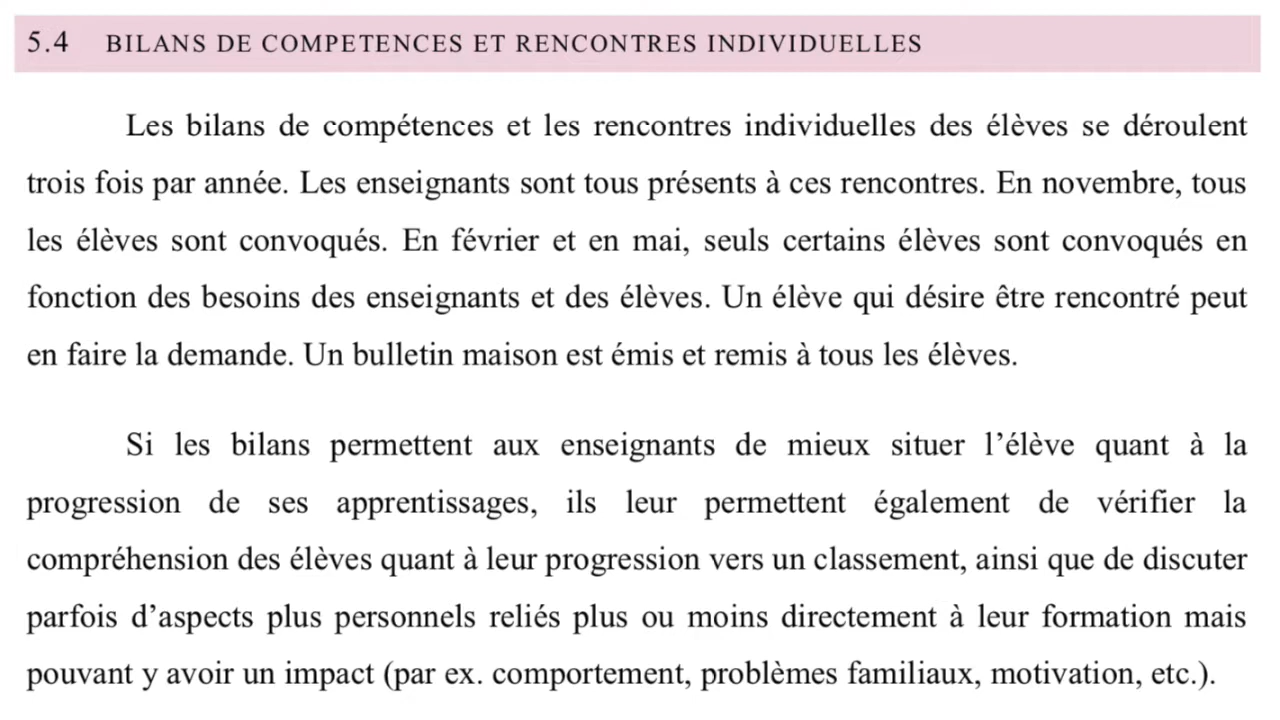 5.4 BILANS DE COMPETENCES ET RENCONTRES INDIVIDUELLES
Les bilans de compétences et les rencontres individuelles des élèves se déroulent
trois fois par année. Les enseignants sont tous présents à ces rencontres. En novembre, tous
les élèves sont convoqués. En février et en mai, seuls certains élèves sont convoqués en
fonction des besoins des enseignants et des élèves. Un élève qui désire être rencontré peut
en faire la demande. Un bulletin maison est émis et remis à tous les élèves.
Si les bilans permettent aux enseignants de mieux situer l’élève quant à la
progression de ses apprentissages, ils leur permettent également de vérifier la
compréhension des élèves quant à leur progression vers un classement, ainsi que de discuter
parfois d’aspects plus personnels reliés plus ou moins directement à leur formation mais
pouvant y avoir un impact (par ex. comportement, problèmes familiaux, motivation, etc.).